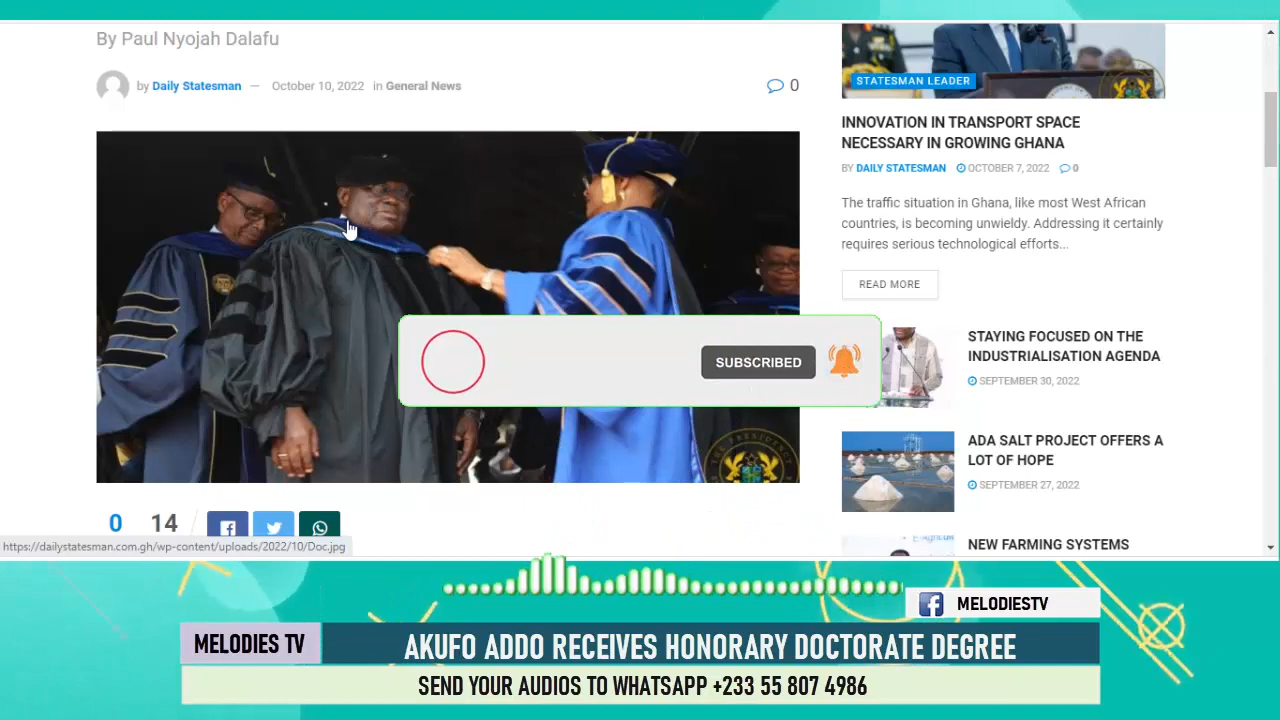 By Paul Nyojah Dalafu
by Daily Statesman — October 10, 2022 in General News
0
STATESMAN LEADER
INNOVATION IN TRANSPORT SPACE
NECESSARY IN GROWING GHANA
BY DAILY STATESMAN OCTOBER 7, 2022 0
The traffic situation in Ghana, like most West African
countries, is becoming unwieldy. Addressing it certainly
requires serious technological efforts...
READ MORE
STAYING FOCUSED ON THE
INDUSTRIALISATION AGENDA
SEPTEMBER 30, 2022
ADA SALT PROJECT OFFERS A
LOT OF HOPE
SEPTEMBER 27, 2022
NEW FARMING SYSTEMS
SUBSCRIBED
0 14
https://dailystatesman.com.gh/wp-content/uploads/2022/10/Doc.jpg
MELODIESTV
MELODIES TV
AKUFO ADDO RECEIVES HONORARY DOCTORATE DEGREE
SEND YOUR AUDIOS TO WHATSAPP +233 55 807 4986